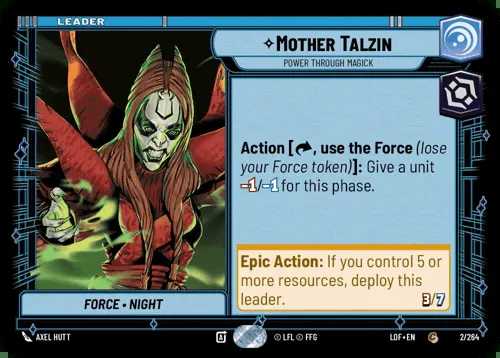 LEADER
✧MOTHER TALZIN
POWER THROUGH MAGICK
Action [↷, use the Force (lose
your Force token)]: Give a unit
-1/-1 for this phase.
Epic Action: If you control 5 or
more resources, deploy this
leader.
3/7
FORCE • NIGHT
AXEL HUTT
© LFL © FFG
LOF • EN
C
2/264